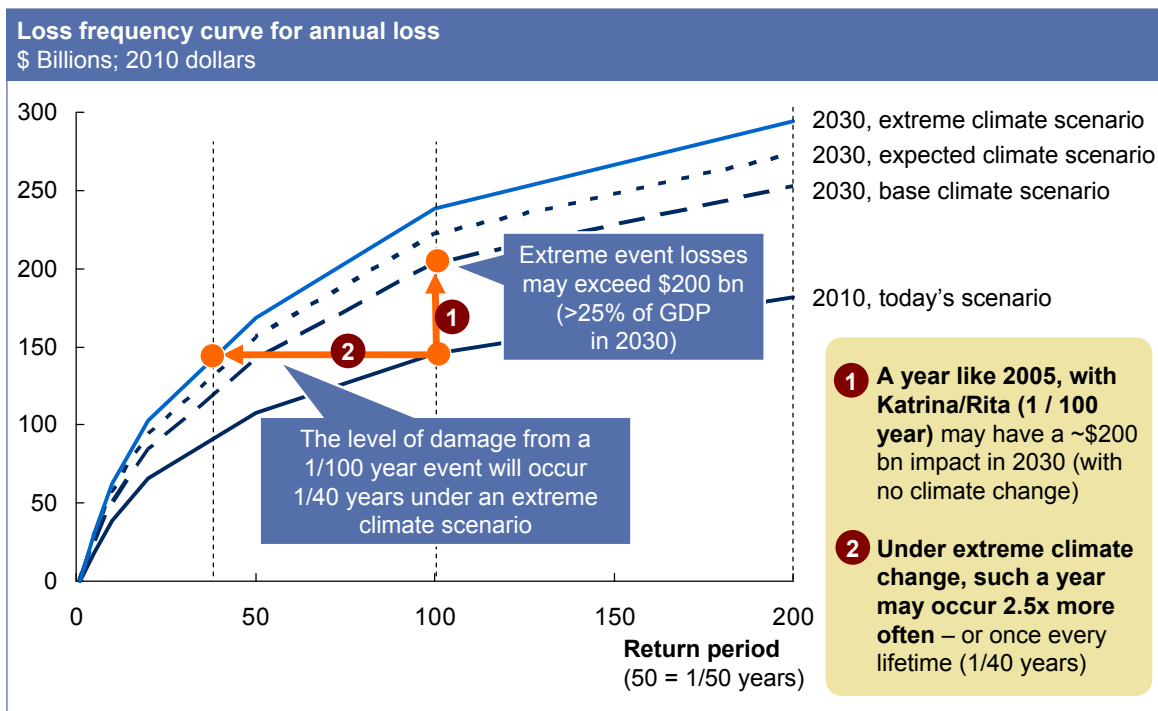 Loss frequency curve for annual loss
$ Billions; 2010 dollars
300
250
200
150
100
50
0
0
50
100
150
200
Return period
(50 = 1/50 years)
2030, extreme climate scenario
2030, expected climate scenario
2030, base climate scenario
2010, today’s scenario
Extreme event losses
may exceed $200 bn
(>25% of GDP
in 2030)
1
2
The level of damage from a
1/100 year event will occur
1/40 years under an extreme
climate scenario
1 A year like 2005, with
Katrina/Rita (1 / 100
year) may have a ~$200
bn impact in 2030 (with
no climate change)
2 Under extreme climate
change, such a year
may occur 2.5x more
often – or once every
lifetime (1/40 years)